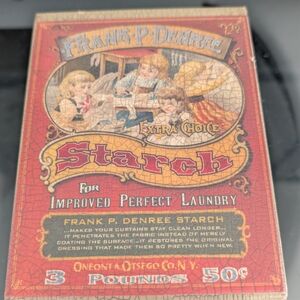 FRANK·P·DENREE
EXTRA CHOICE
Starch
FOR
IMPROVED PERFECT LAUNDRY
FRANK P. DENREE STARCH
...MAKES YOUR CURTAINS STAY CLEAN LONGER...
IT PENETRATES THE FABRIC INSTEAD OF MERELY
COATING THE SURFACE...IT RESTORES THE ORIGINAL
DRESSING THAT MADE THEM SO PRETTY WHEN NEW.
ONEONTA OTSEGO CO. N.Y.
3 POUNDS 50¢